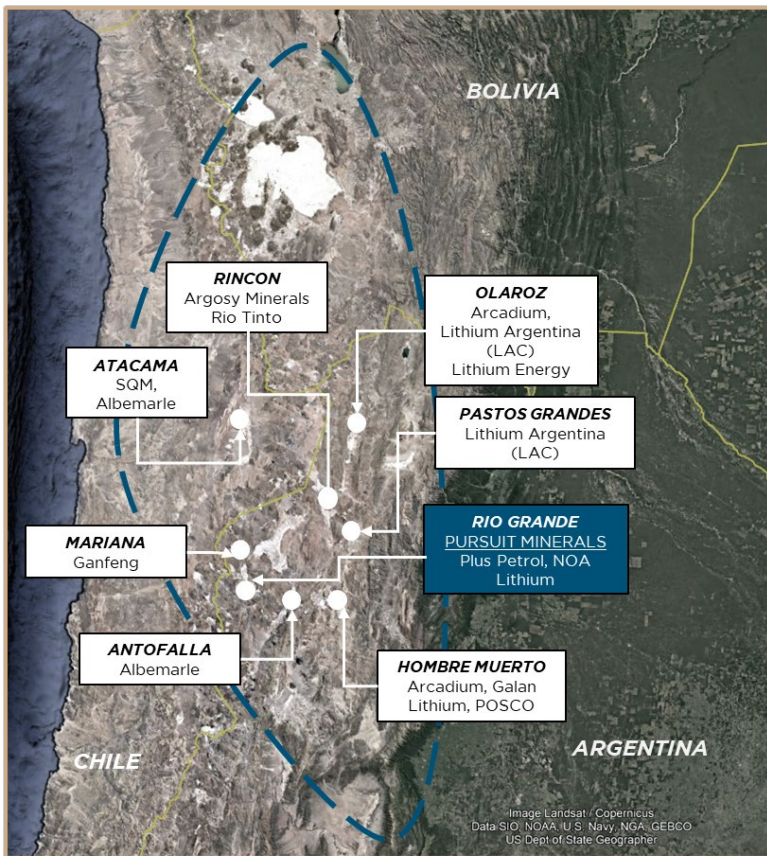 BOLIVIA
RINCON
Argosy Minerals
Rio Tinto
OLAROZ
Arcadium,
Lithium Argentina
(LAC)
Lithium Energy
ATACAMA
SQM,
Albemarle
PASTOS GRANDES
Lithium Argentina
(LAC)
RIO GRANDE
PURSUIT MINERALS
Plus Petrol, NOA
Lithium
MARIANA
Ganfeng
ANTOFALLA
Albemarle
HOMBRE MUERTO
Arcadium, Galan
Lithium, POSCO
CHILE
ARGENTINA
Image Landsat / Copernicus
Data SIO, NOAA, U.S. Navy, NGA, GEBCO
US Dept of State Geographer